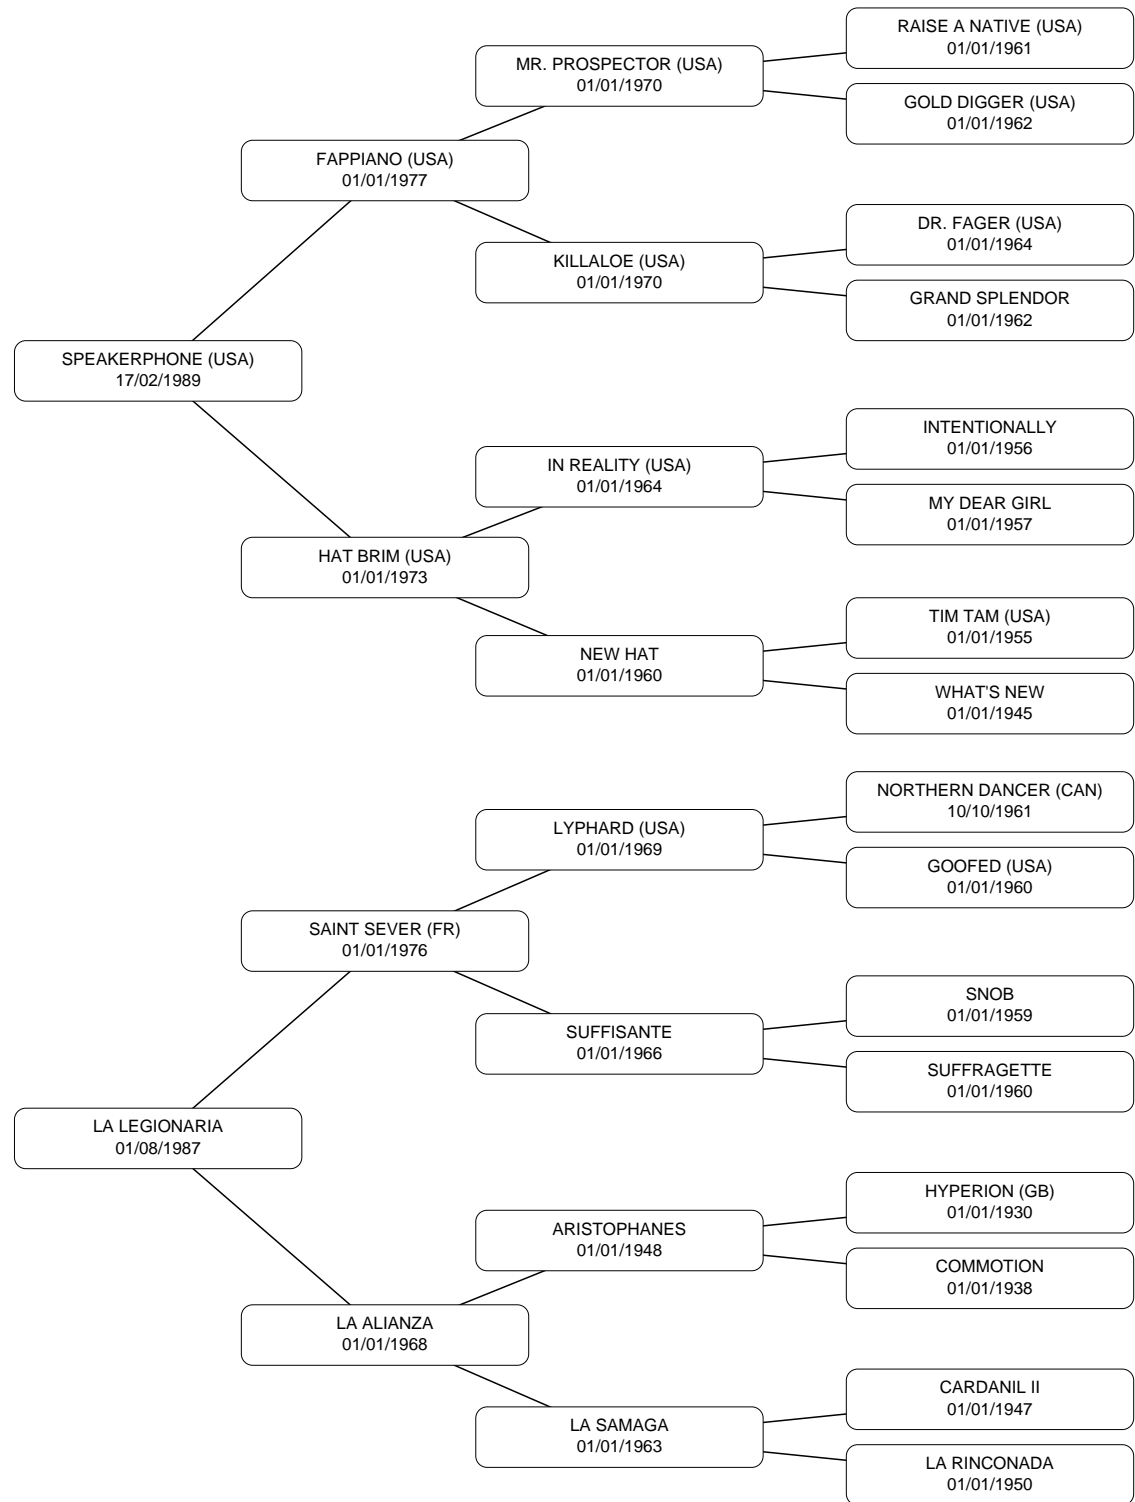 RAISE A NATIVE (USA)
01/01/1961
MR. PROSPECTOR (USA)
01/01/1970
GOLD DIGGER (USA)
01/01/1962
FAPPIANO (USA)
01/01/1977
DR. FAGER (USA)
01/01/1964
KILLALOE (USA)
01/01/1970
GRAND SPLENDOR
01/01/1962
SPEAKERPHONE (USA)
17/02/1989
INTENTIONALLY
01/01/1956
IN REALITY (USA)
01/01/1964
MY DEAR GIRL
01/01/1957
HAT BRIM (USA)
01/01/1973
TIM TAM (USA)
01/01/1955
NEW HAT
01/01/1960
WHAT'S NEW
01/01/1945
NORTHERN DANCER (CAN)
10/10/1961
LYPHARD (USA)
01/01/1969
GOOFED (USA)
01/01/1960
SAINT SEVER (FR)
01/01/1976
SNOB
01/01/1959
SUFFISANTE
01/01/1966
SUFFRAGETTE
01/01/1960
LA LEGIONARIA
01/08/1987
HYPERION (GB)
01/01/1930
ARISTOPHANES
01/01/1948
COMMOTION
01/01/1938
LA ALIANZA
01/01/1968
CARDANIL II
01/01/1947
LA SAMAGA
01/01/1963
LA RINCONADA
01/01/1950